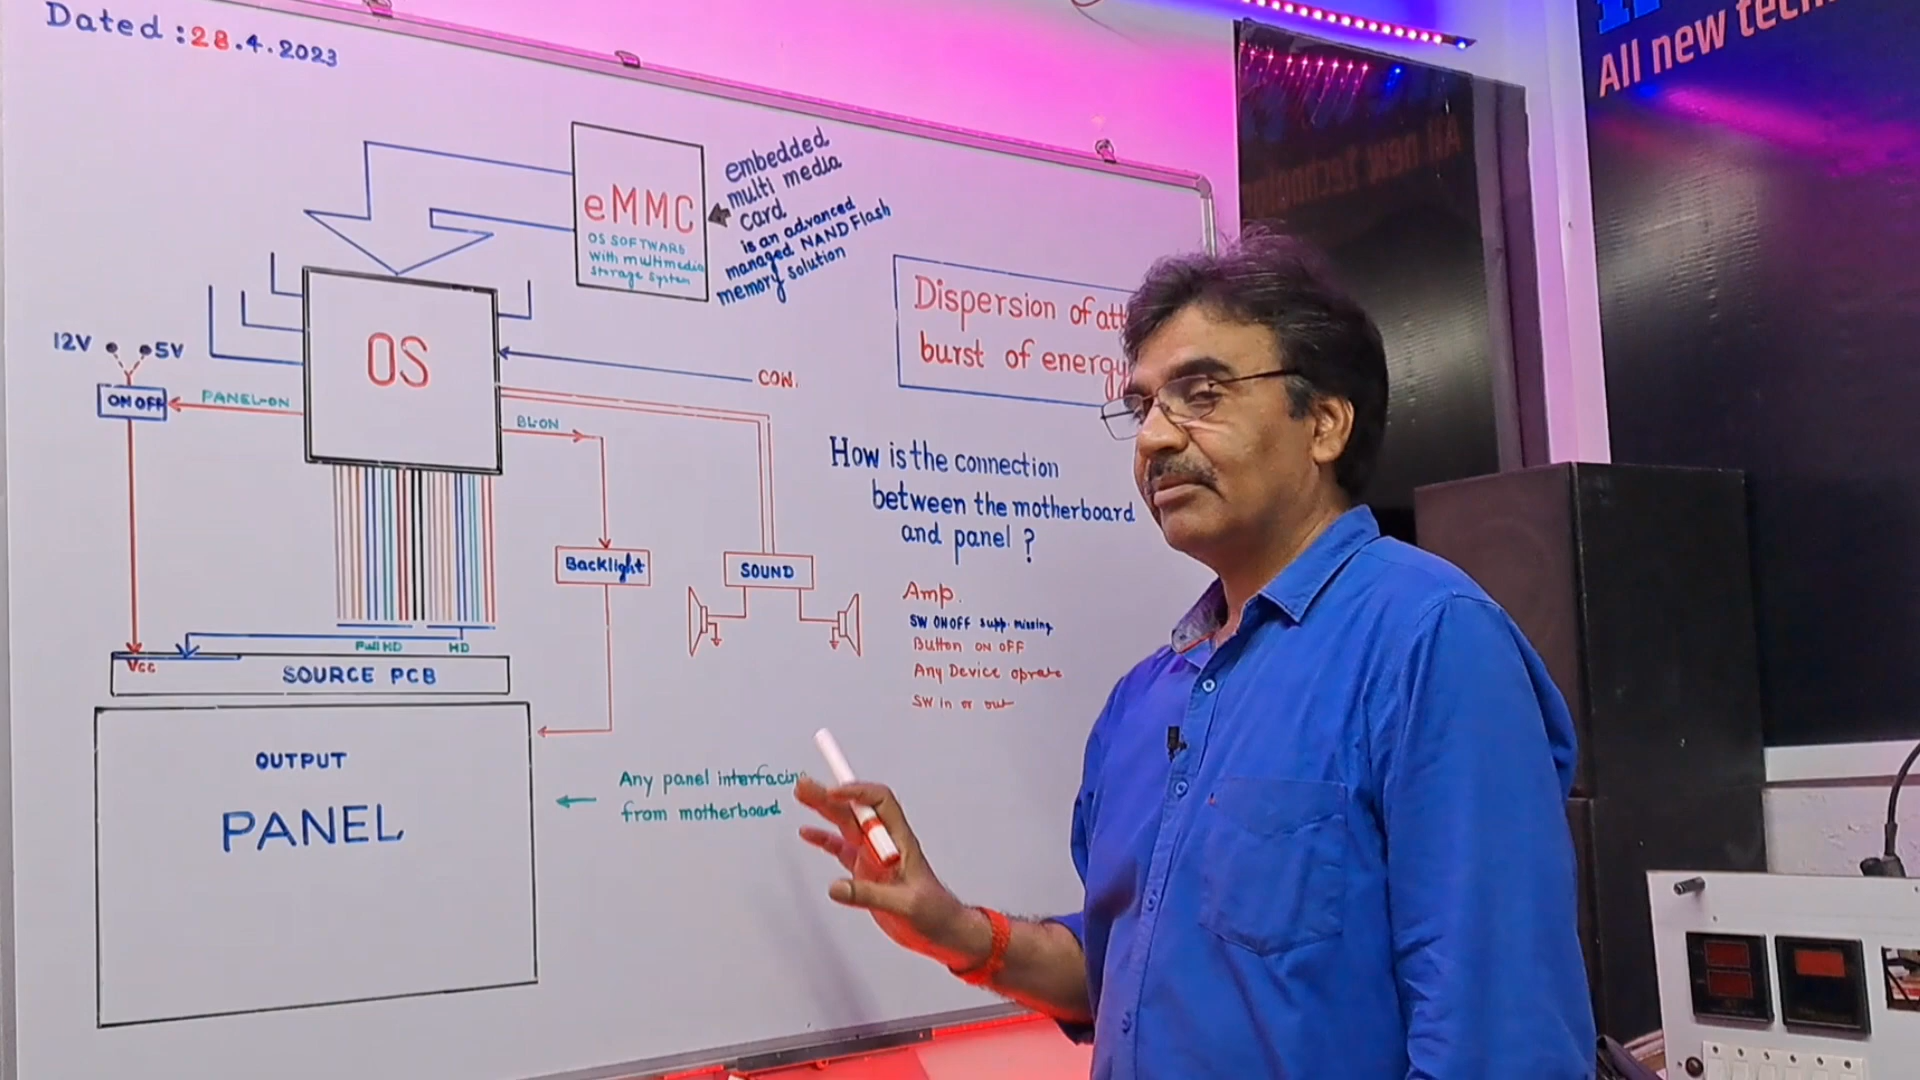 Dated : 28.4.2023
All new
eMMC
OS SOFTWARE
with multimedia
storage system
embedded
multi media
card
is an advanced
managed NAND Flash
memory solution
Dispersion of
burst of energy
OS
12V
5V
ON OFF
PANEL-ON
CON.
BL-ON
How is the connection
between the motherboard
and panel ?
Backlight
SOUND
Amp.
SW ON OFF supp. missing
Button ON OFF
Any Device oprate
SW in or out
Full HD
HD
Vcc
SOURCE PCB
OUTPUT
PANEL
Any panel interfacing
from motherboard